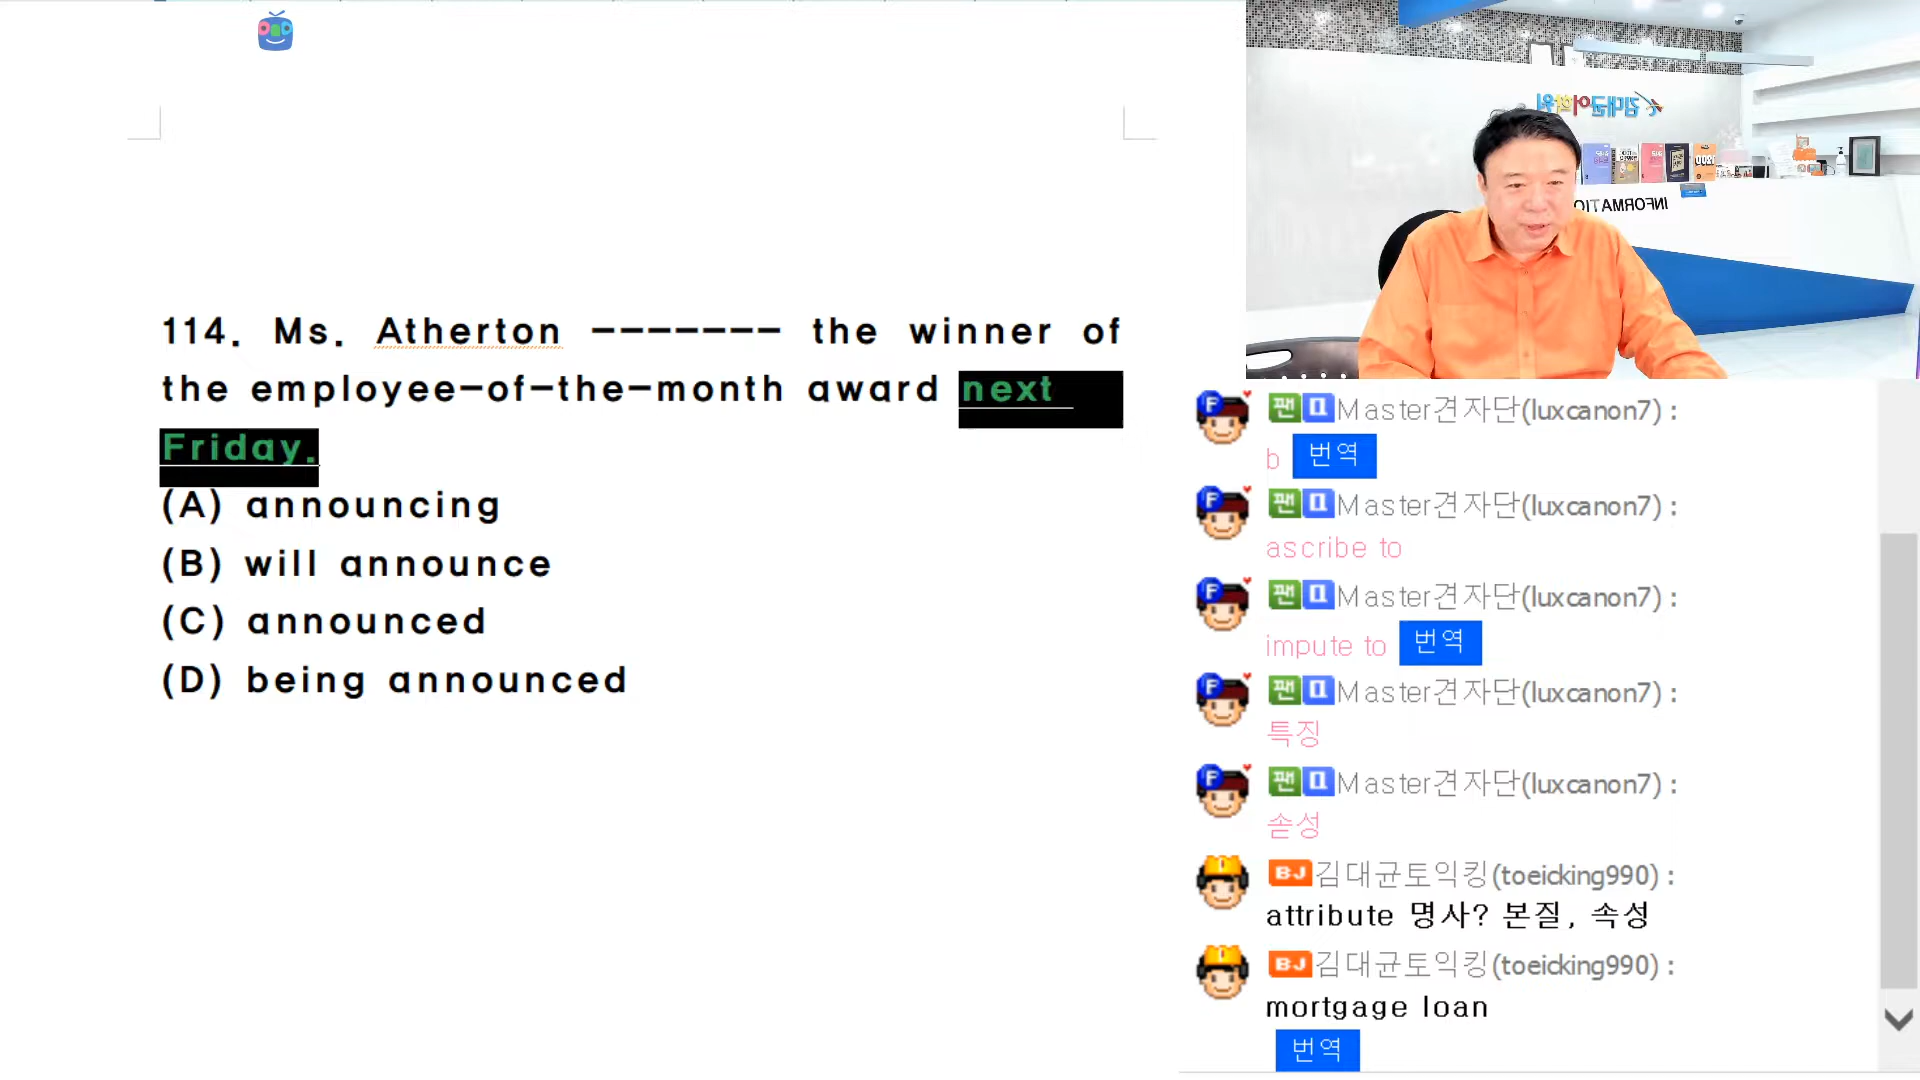 114. Ms. Atherton ------- the winner of
the employee-of-the-month award next
Friday.
(A) announcing
(B) will announce
(C) announced
(D) being announced
INFORMATIO
팬 Master견자단(luxcanon7) :
b 번역
팬 Master견자단(luxcanon7) :
ascribe to
팬 Master견자단(luxcanon7) :
impute to 번역
팬 Master견자단(luxcanon7) :
특징
팬 Master견자단(luxcanon7) :
솓성
BJ 김대균토익킹(toeicking990) :
attribute 명사? 본질, 속성
BJ 김대균토익킹(toeicking990) :
mortgage loan
번역